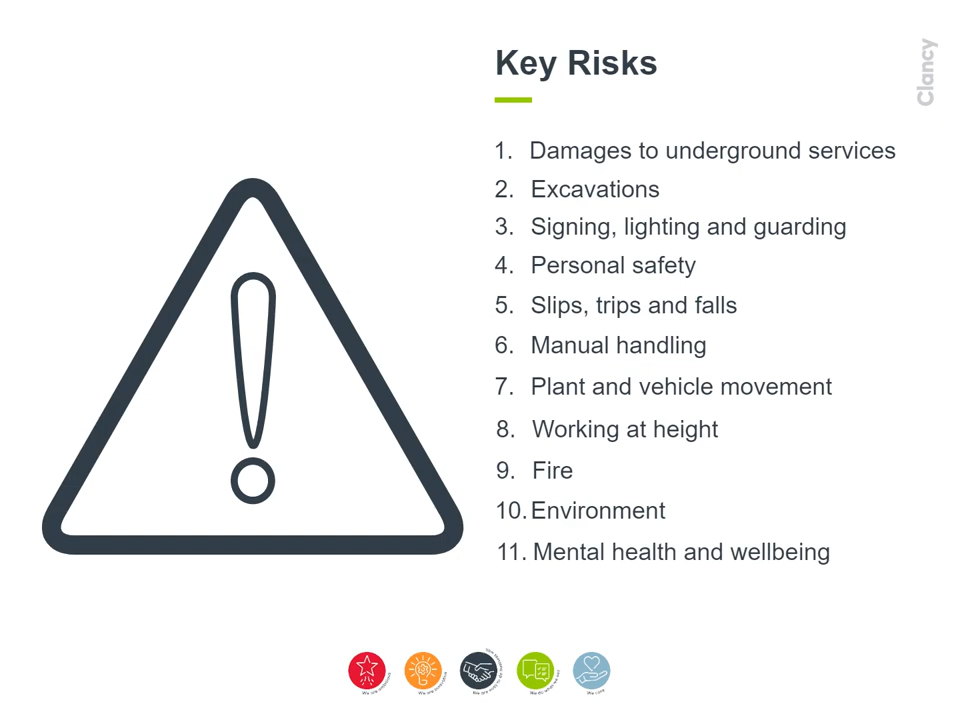 Key Risks
Clancy
1. Damages to underground services
2. Excavations
3. Signing, lighting and guarding
4. Personal safety
5. Slips, trips and falls
6. Manual handling
7. Plant and vehicle movement
8. Working at height
9. Fire
10. Environment
11. Mental health and wellbeing
We care